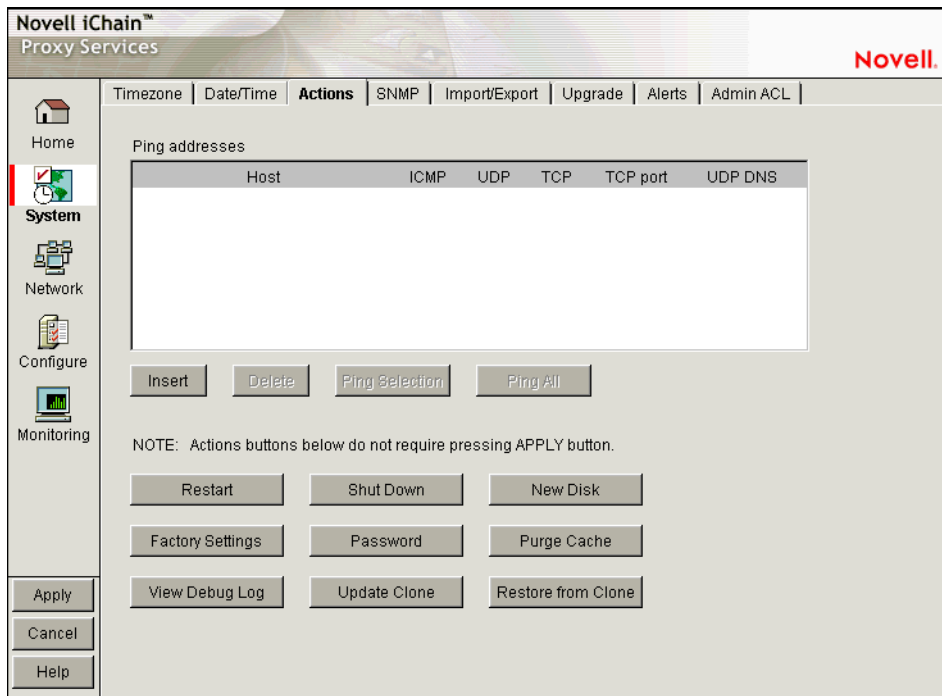 Novell iChain™
Proxy Services
Novell.
Timezone Date/Time Actions SNMP Import/Export Upgrade Alerts Admin ACL
Home
System
Network
Configure
Monitoring
Ping addresses
Host ICMP UDP TCP TCP port UDP DNS
Insert Delete Ping Selection Ping All
NOTE: Actions buttons below do not require pressing APPLY button.
Restart Shut Down New Disk
Factory Settings Password Purge Cache
View Debug Log Update Clone Restore from Clone
Apply
Cancel
Help